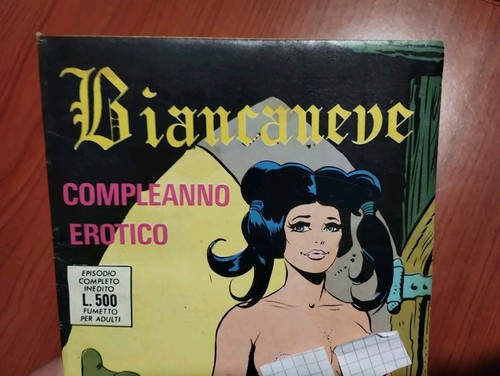 Biancaneve
COMPLEANNO
EROTICO
EPISODIO
COMPLETO
INEDITO
L. 500
FUMETTO
PER ADULTI